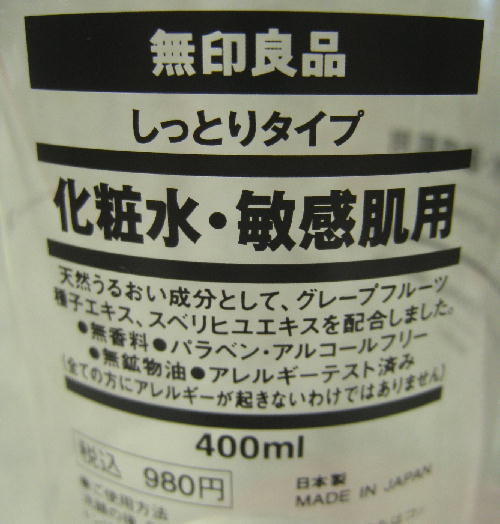 無印良品
しっとりタイプ
化粧水・敏感肌用
天然うるおい成分として、グレープフルーツ
種子エキス、スベリヒユエキスを配合しました。
●無香料●パラベン・アルコールフリー
●無鉱物油●アレルギーテスト済み
(全ての方にアレルギーが起きないわけではありません)
400ml
税込 980円
日本製
MADE IN JAPAN
●ご使用方法